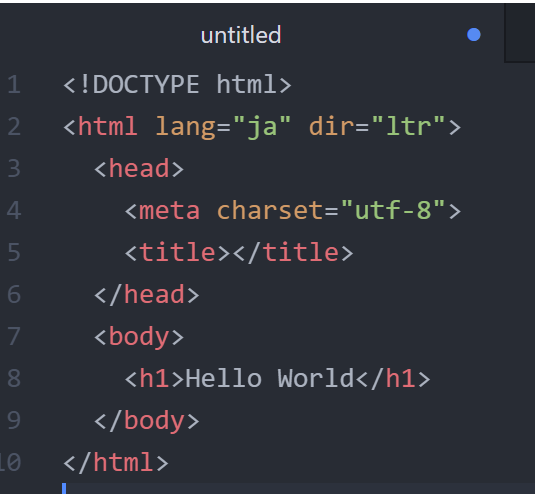 untitled
1 <!DOCTYPE html>
2 <html lang="ja" dir="ltr">
3   <head>
4     <meta charset="utf-8">
5     <title></title>
6   </head>
7   <body>
8     <h1>Hello World</h1>
9   </body>
10 </html>